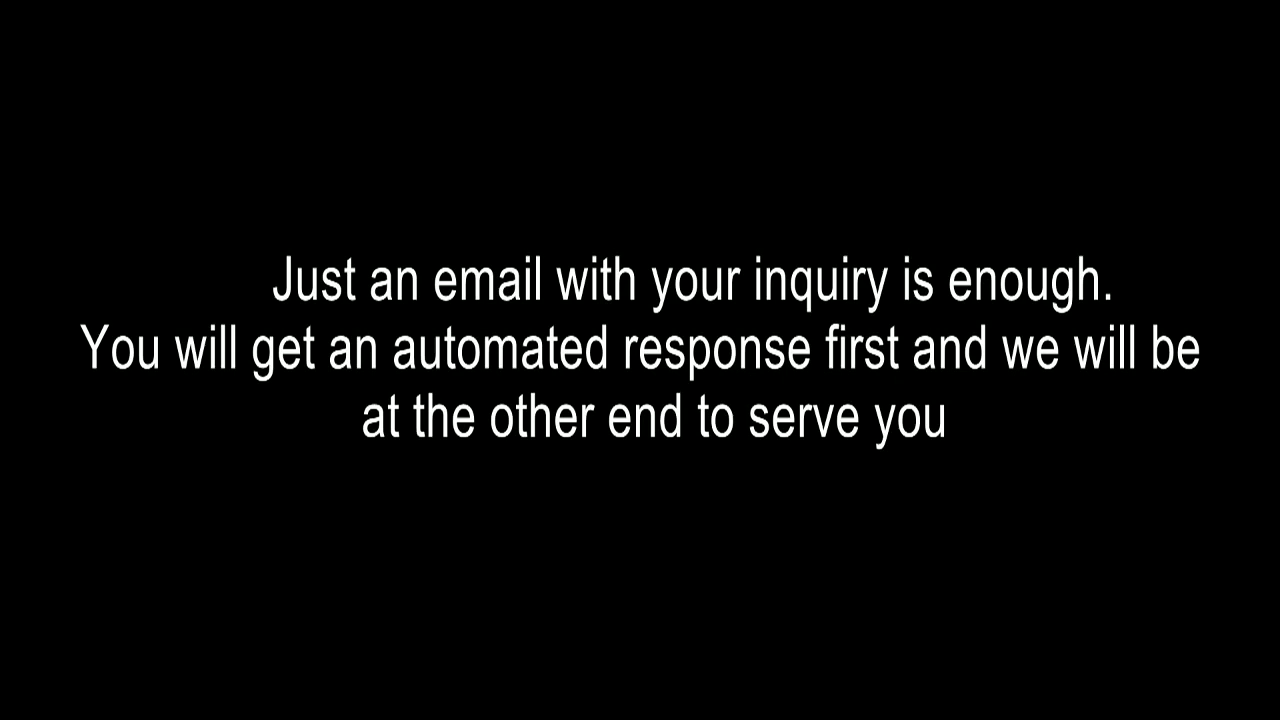 Just an email with your inquiry is enough.
You will get an automated response first and we will be
at the other end to serve you